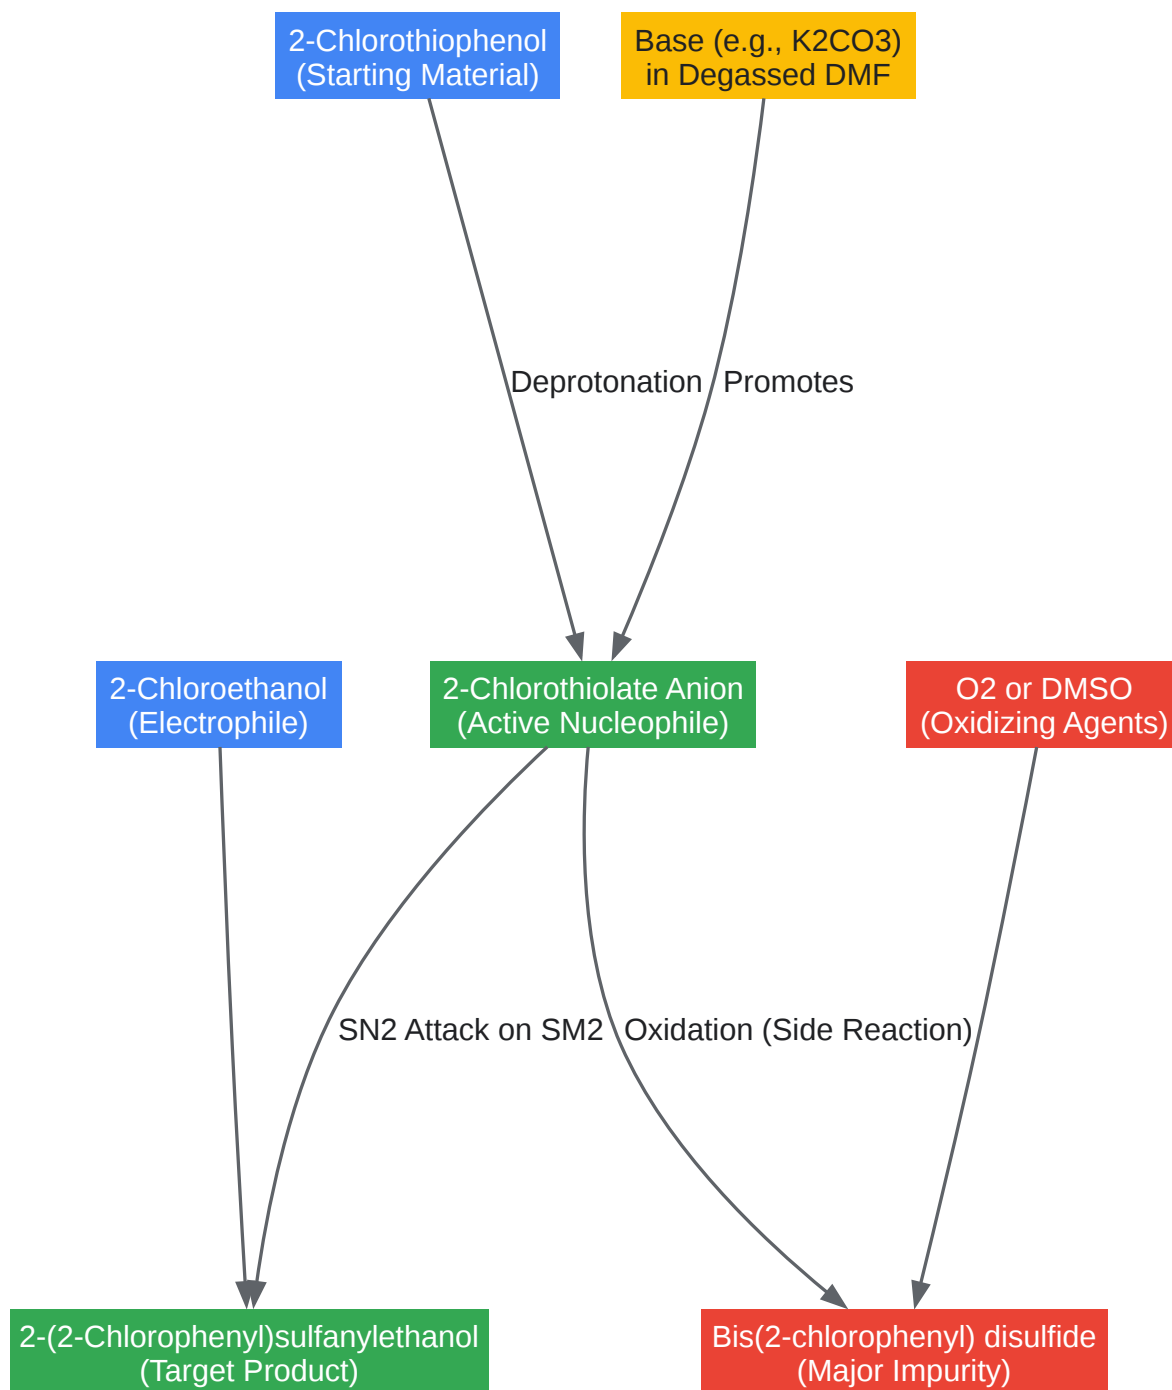 2-Chlorothiophenol
(Starting Material)
Base (e.g., K2CO3)
in Degassed DMF
Deprotonation
Promotes
2-Chloroethanol
(Electrophile)
2-Chlorothiolate Anion
(Active Nucleophile)
O2 or DMSO
(Oxidizing Agents)
SN2 Attack on SM2
Oxidation (Side Reaction)
2-(2-Chlorophenyl)sulfanylethanol
(Target Product)
Bis(2-chlorophenyl) disulfide
(Major Impurity)